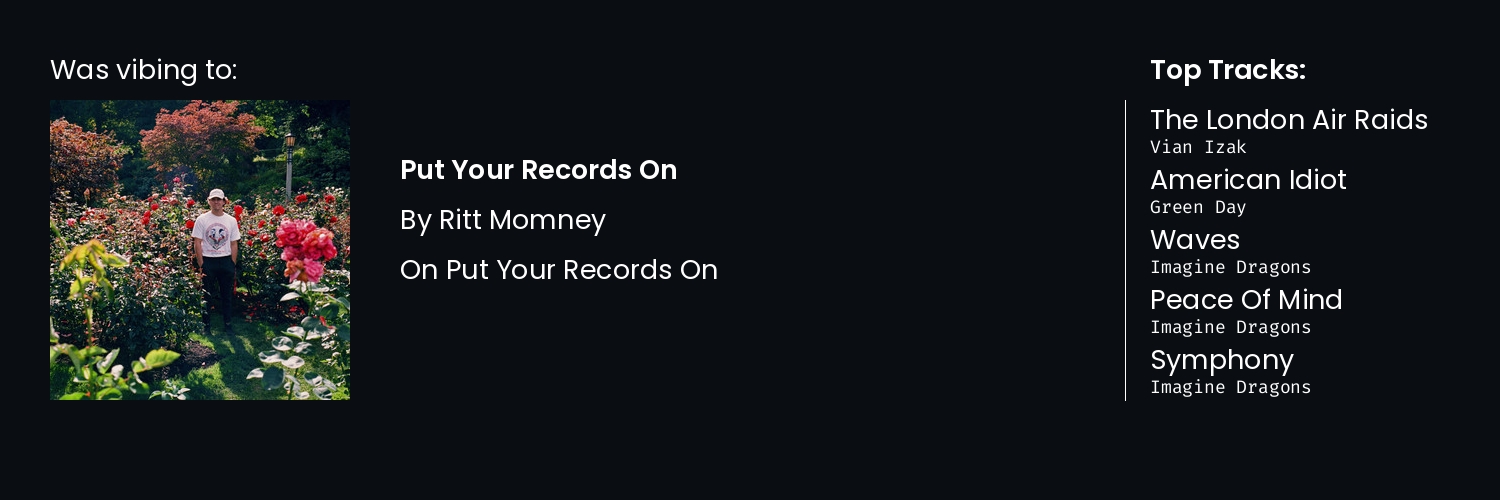 Was vibing to:
Put Your Records On
By Ritt Momney
On Put Your Records On
Top Tracks:
The London Air Raids
Vian Izak
American Idiot
Green Day
Waves
Imagine Dragons
Peace Of Mind
Imagine Dragons
Symphony
Imagine Dragons